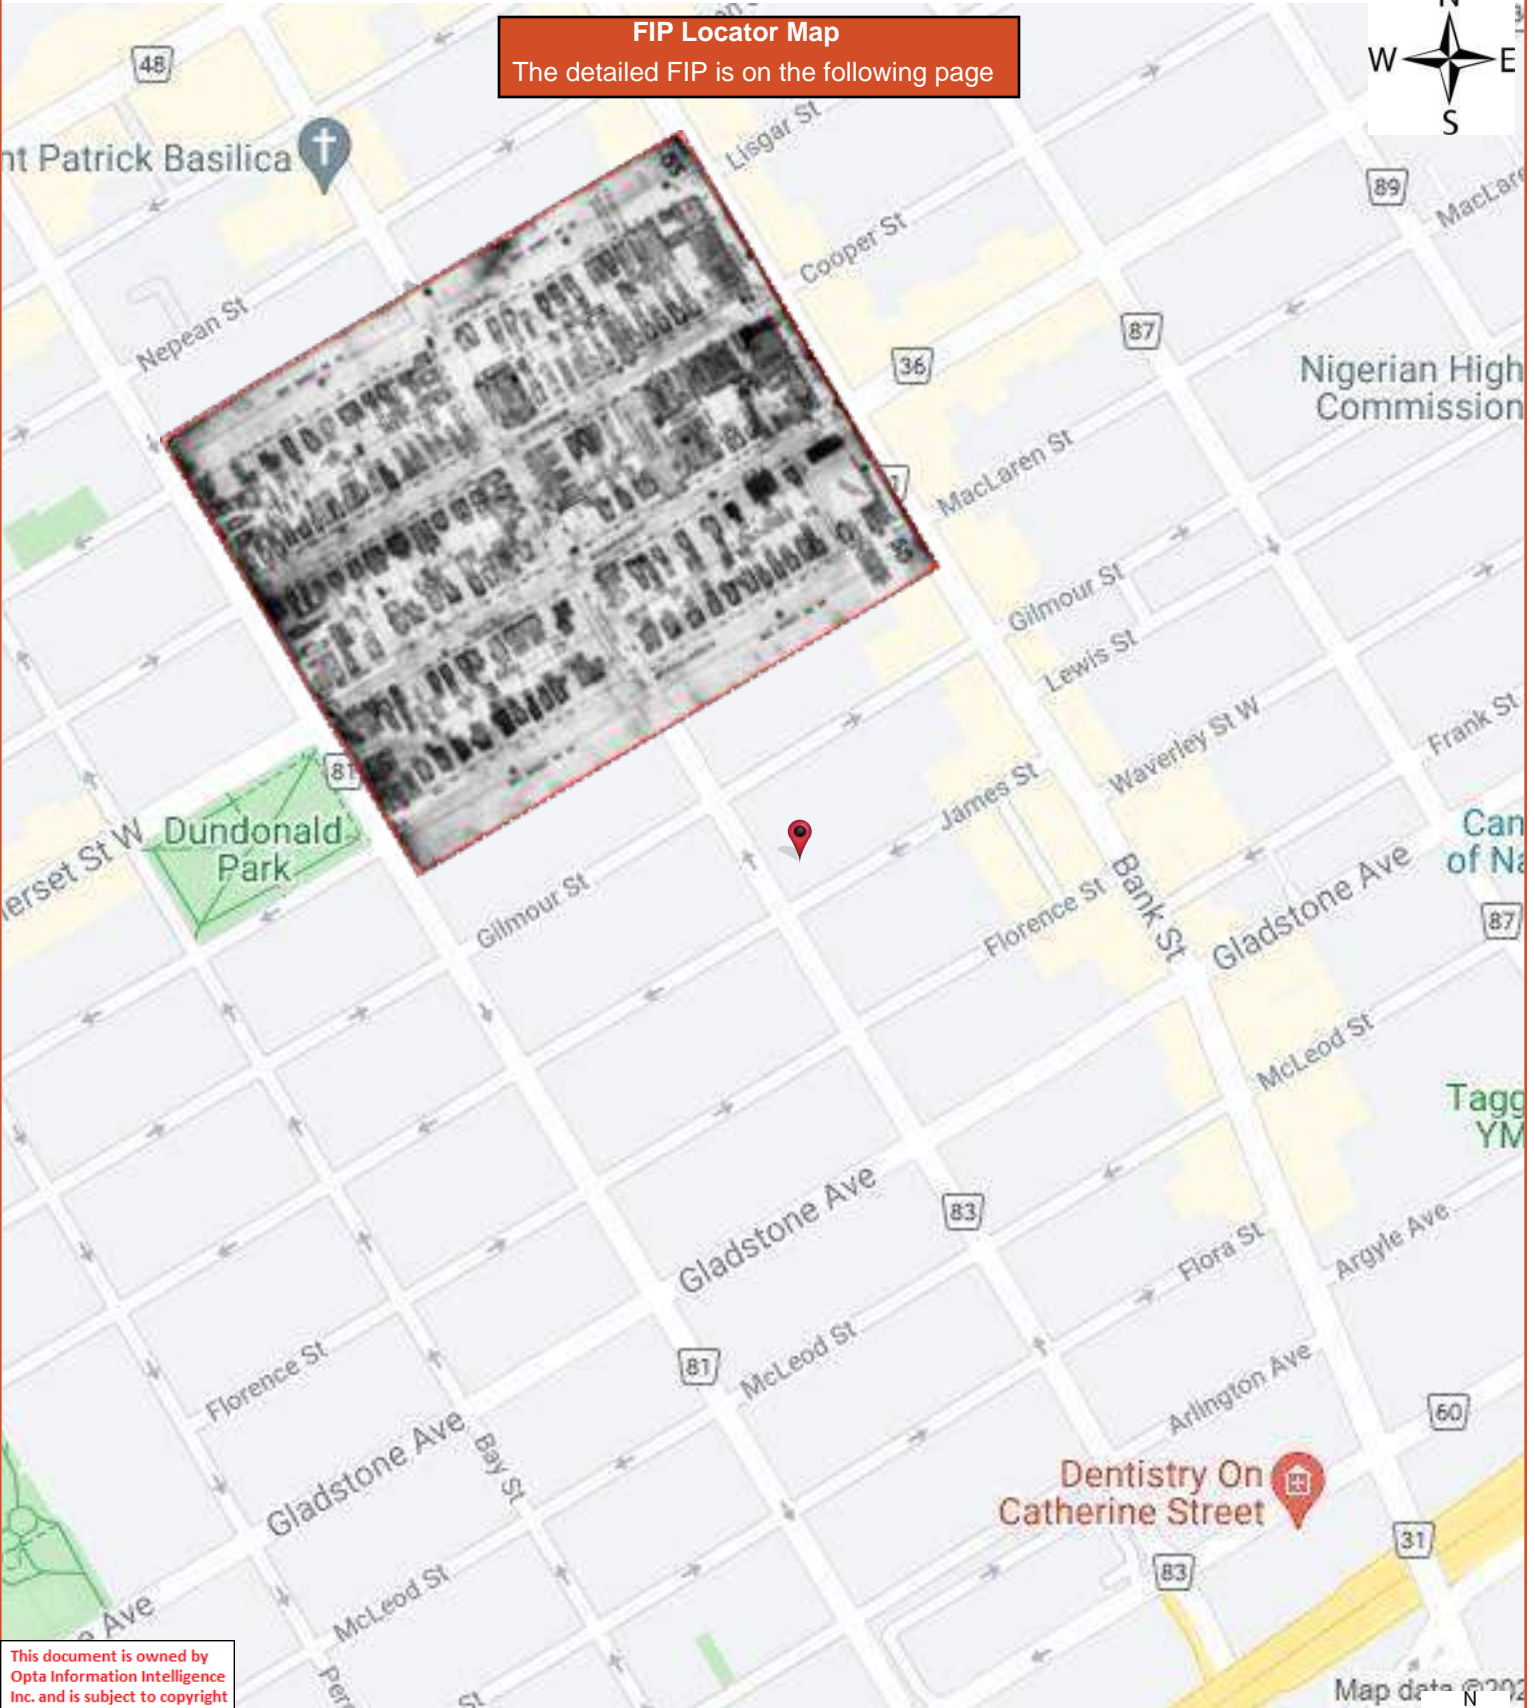 FIP Locator Map
The detailed FIP is on the following page
N
W
E
S
48
nt Patrick Basilica
Lisgar St
89
MacLare
Cooper St
Nepean St
87
36
Nigerian High
Commission
MacLaren St
Gilmour St
Lewis St
Waverley St W
Frank St
81
Dundonald
Park
erset St W
James St
Can
of Na
Gilmour St
Bank St
Florence St
Gladstone Ave
87
McLeod St
Tagg
YM
Gladstone Ave
83
Flora St
Argyle Ave
Florence St
81
McLeod St
Arlington Ave
60
Gladstone Ave
Bay St
Dentistry On
Catherine Street
31
83
McLeod St
Ave
This document is owned by
Opta Information Intelligence
Inc. and is subject to copyright
Per
St
Map data ©202
N